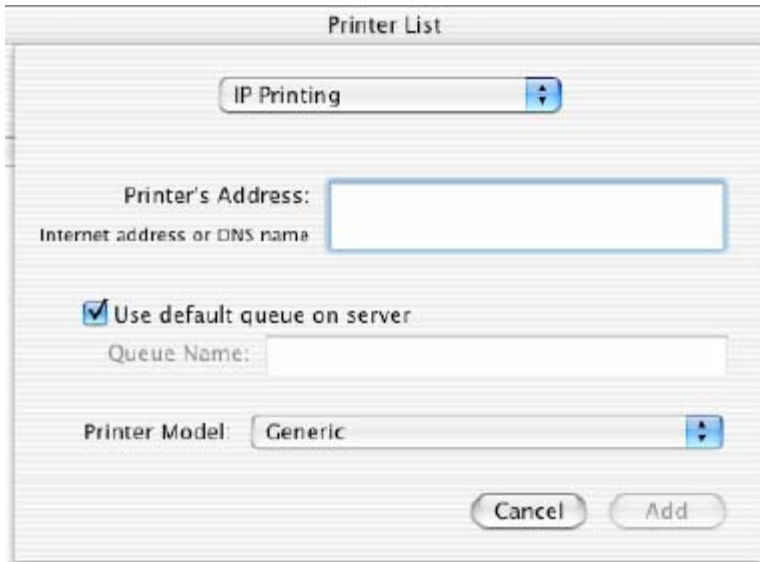 Printer List
IP Printing
Printer's Address:
Internet address or DNS name
Use default queue on server
Queue Name:
Printer Model: Generic
Cancel Add